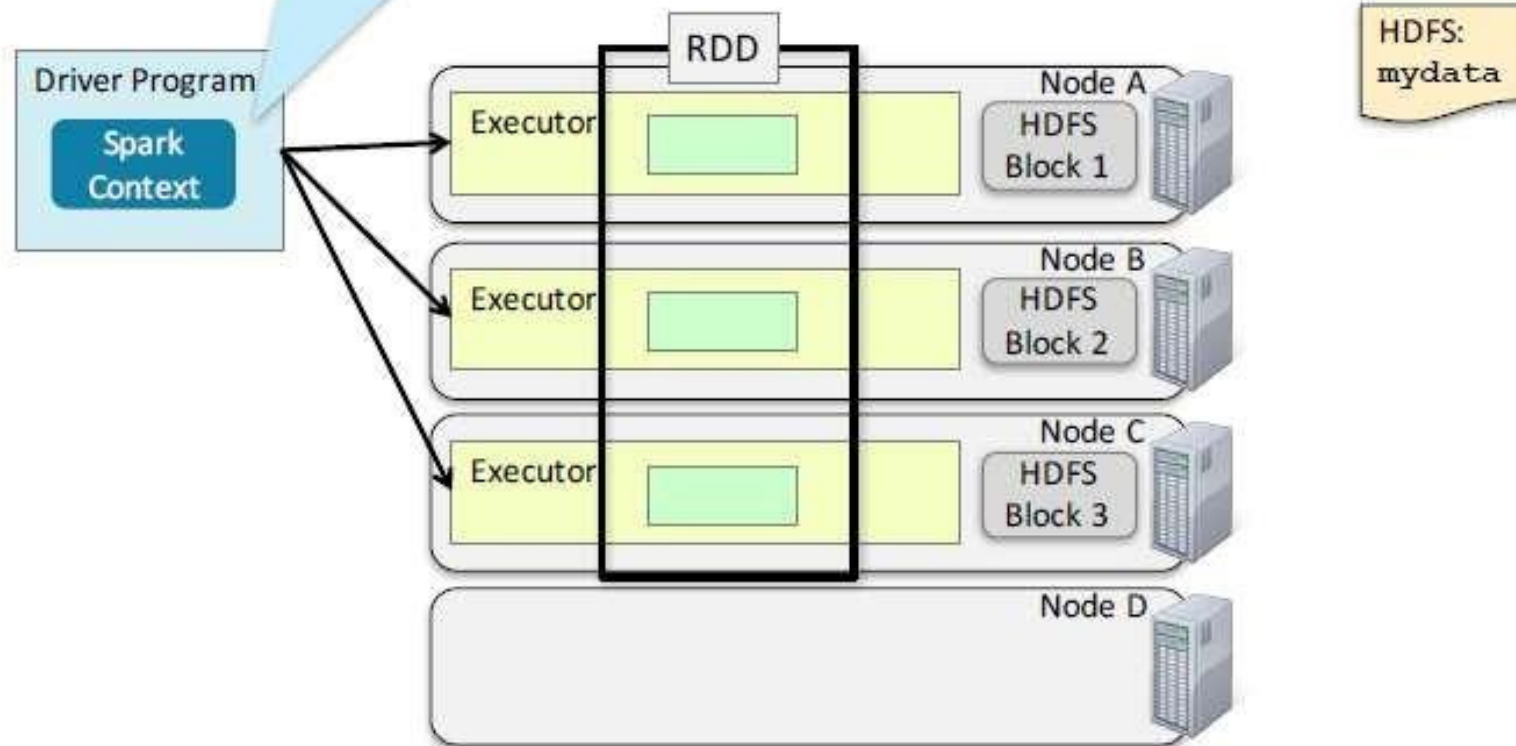 Driver Program
Spark
Context
RDD
Node A
Executor
HDFS
Block 1
Node B
Executor
HDFS
Block 2
Node C
Executor
HDFS
Block 3
Node D
HDFS:
mydata